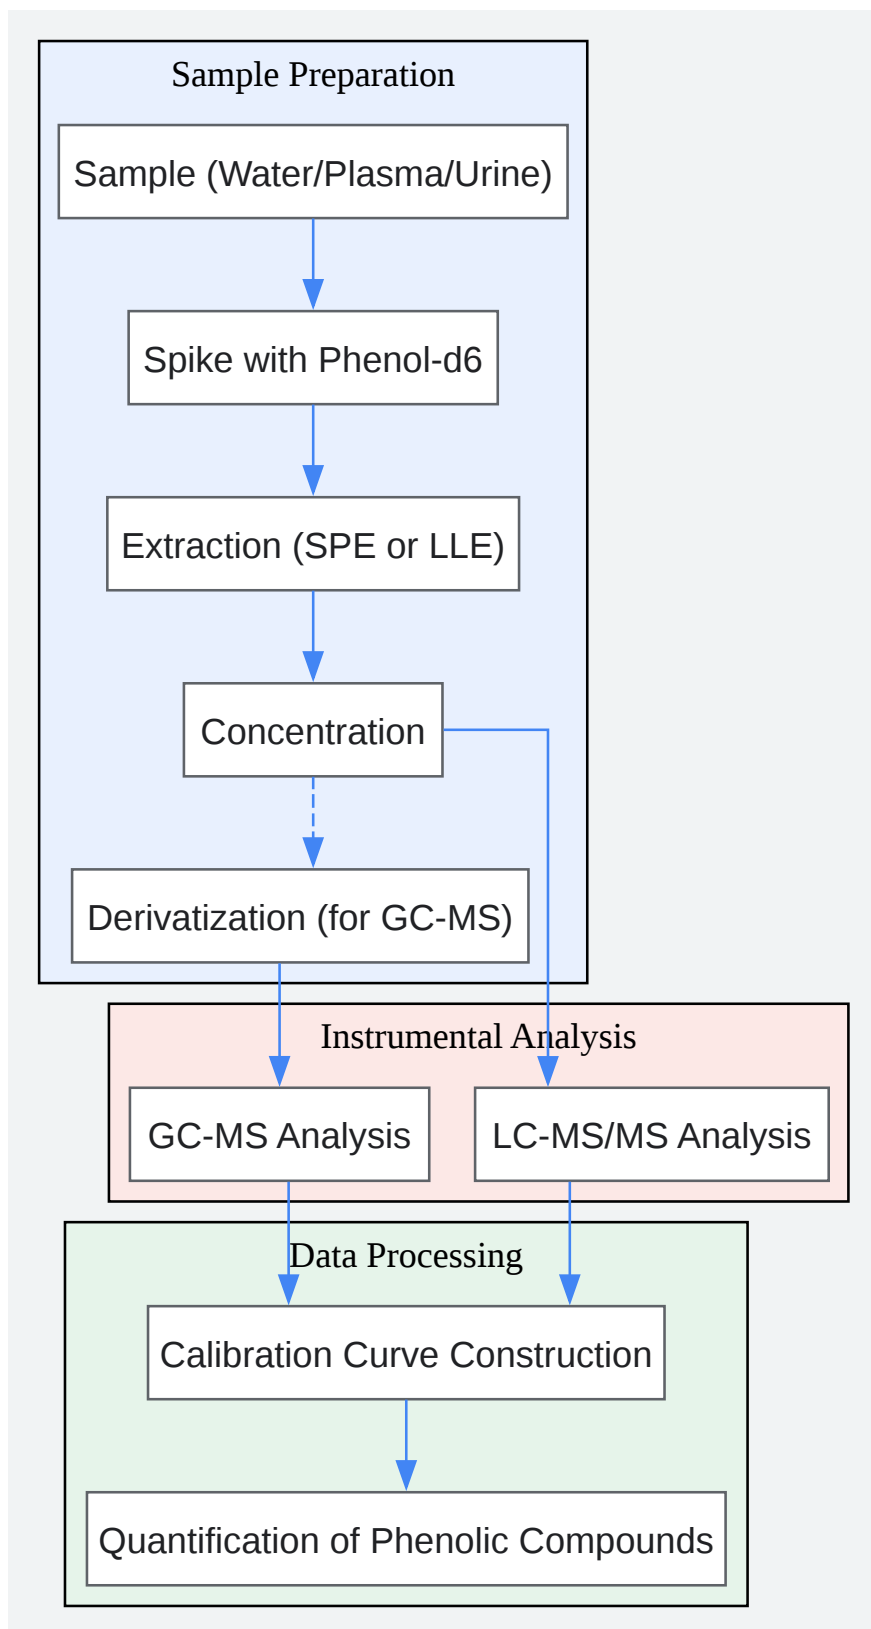 Sample Preparation
Sample (Water/Plasma/Urine)
Spike with Phenol-d6
Extraction (SPE or LLE)
Concentration
Derivatization (for GC-MS)
Instrumental Analysis
GC-MS Analysis
LC-MS/MS Analysis
Data Processing
Calibration Curve Construction
Quantification of Phenolic Compounds